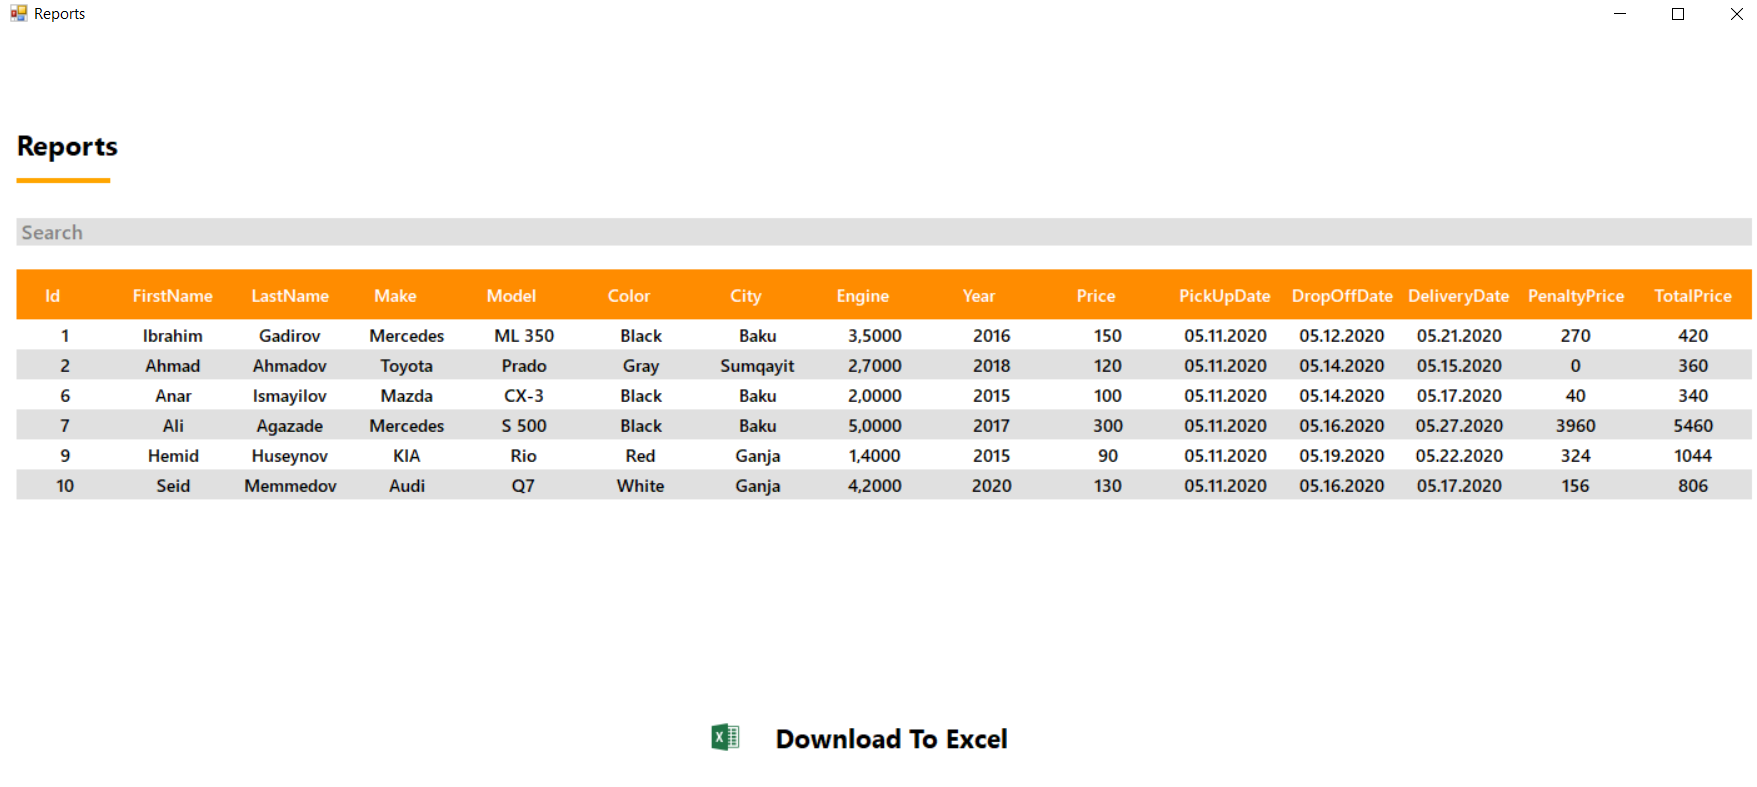 Reports
Reports
Search
Id FirstName LastName Make Model Color City Engine Year Price PickUpDate DropOffDate DeliveryDate PenaltyPrice TotalPrice
1 Ibrahim Gadirov Mercedes ML 350 Black Baku 3,5000 2016 150 05.11.2020 05.12.2020 05.21.2020 270 420
2 Ahmad Ahmadov Toyota Prado Gray Sumqayit 2,7000 2018 120 05.11.2020 05.14.2020 05.15.2020 0 360
6 Anar Ismayilov Mazda CX-3 Black Baku 2,0000 2015 100 05.11.2020 05.14.2020 05.17.2020 40 340
7 Ali Agazade Mercedes S 500 Black Baku 5,0000 2017 300 05.11.2020 05.16.2020 05.27.2020 3960 5460
9 Hemid Huseynov KIA Rio Red Ganja 1,4000 2015 90 05.11.2020 05.19.2020 05.22.2020 324 1044
10 Seid Memmedov Audi Q7 White Ganja 4,2000 2020 130 05.11.2020 05.16.2020 05.17.2020 156 806
Download To Excel